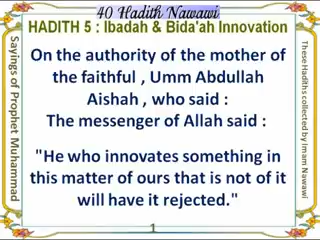 40 Hadith Nawawi
HADITH 5 : Ibadah & Bida'ah Innovation
Sayings of Prophet Muhammad
On the authority of the mother of
the faithful , Umm Abdullah
Aishah , who said :
The messenger of Allah said :
"He who innovates something in
this matter of ours that is not of it
will have it rejected."
These Hadiths collected by Imam Nawawi
1